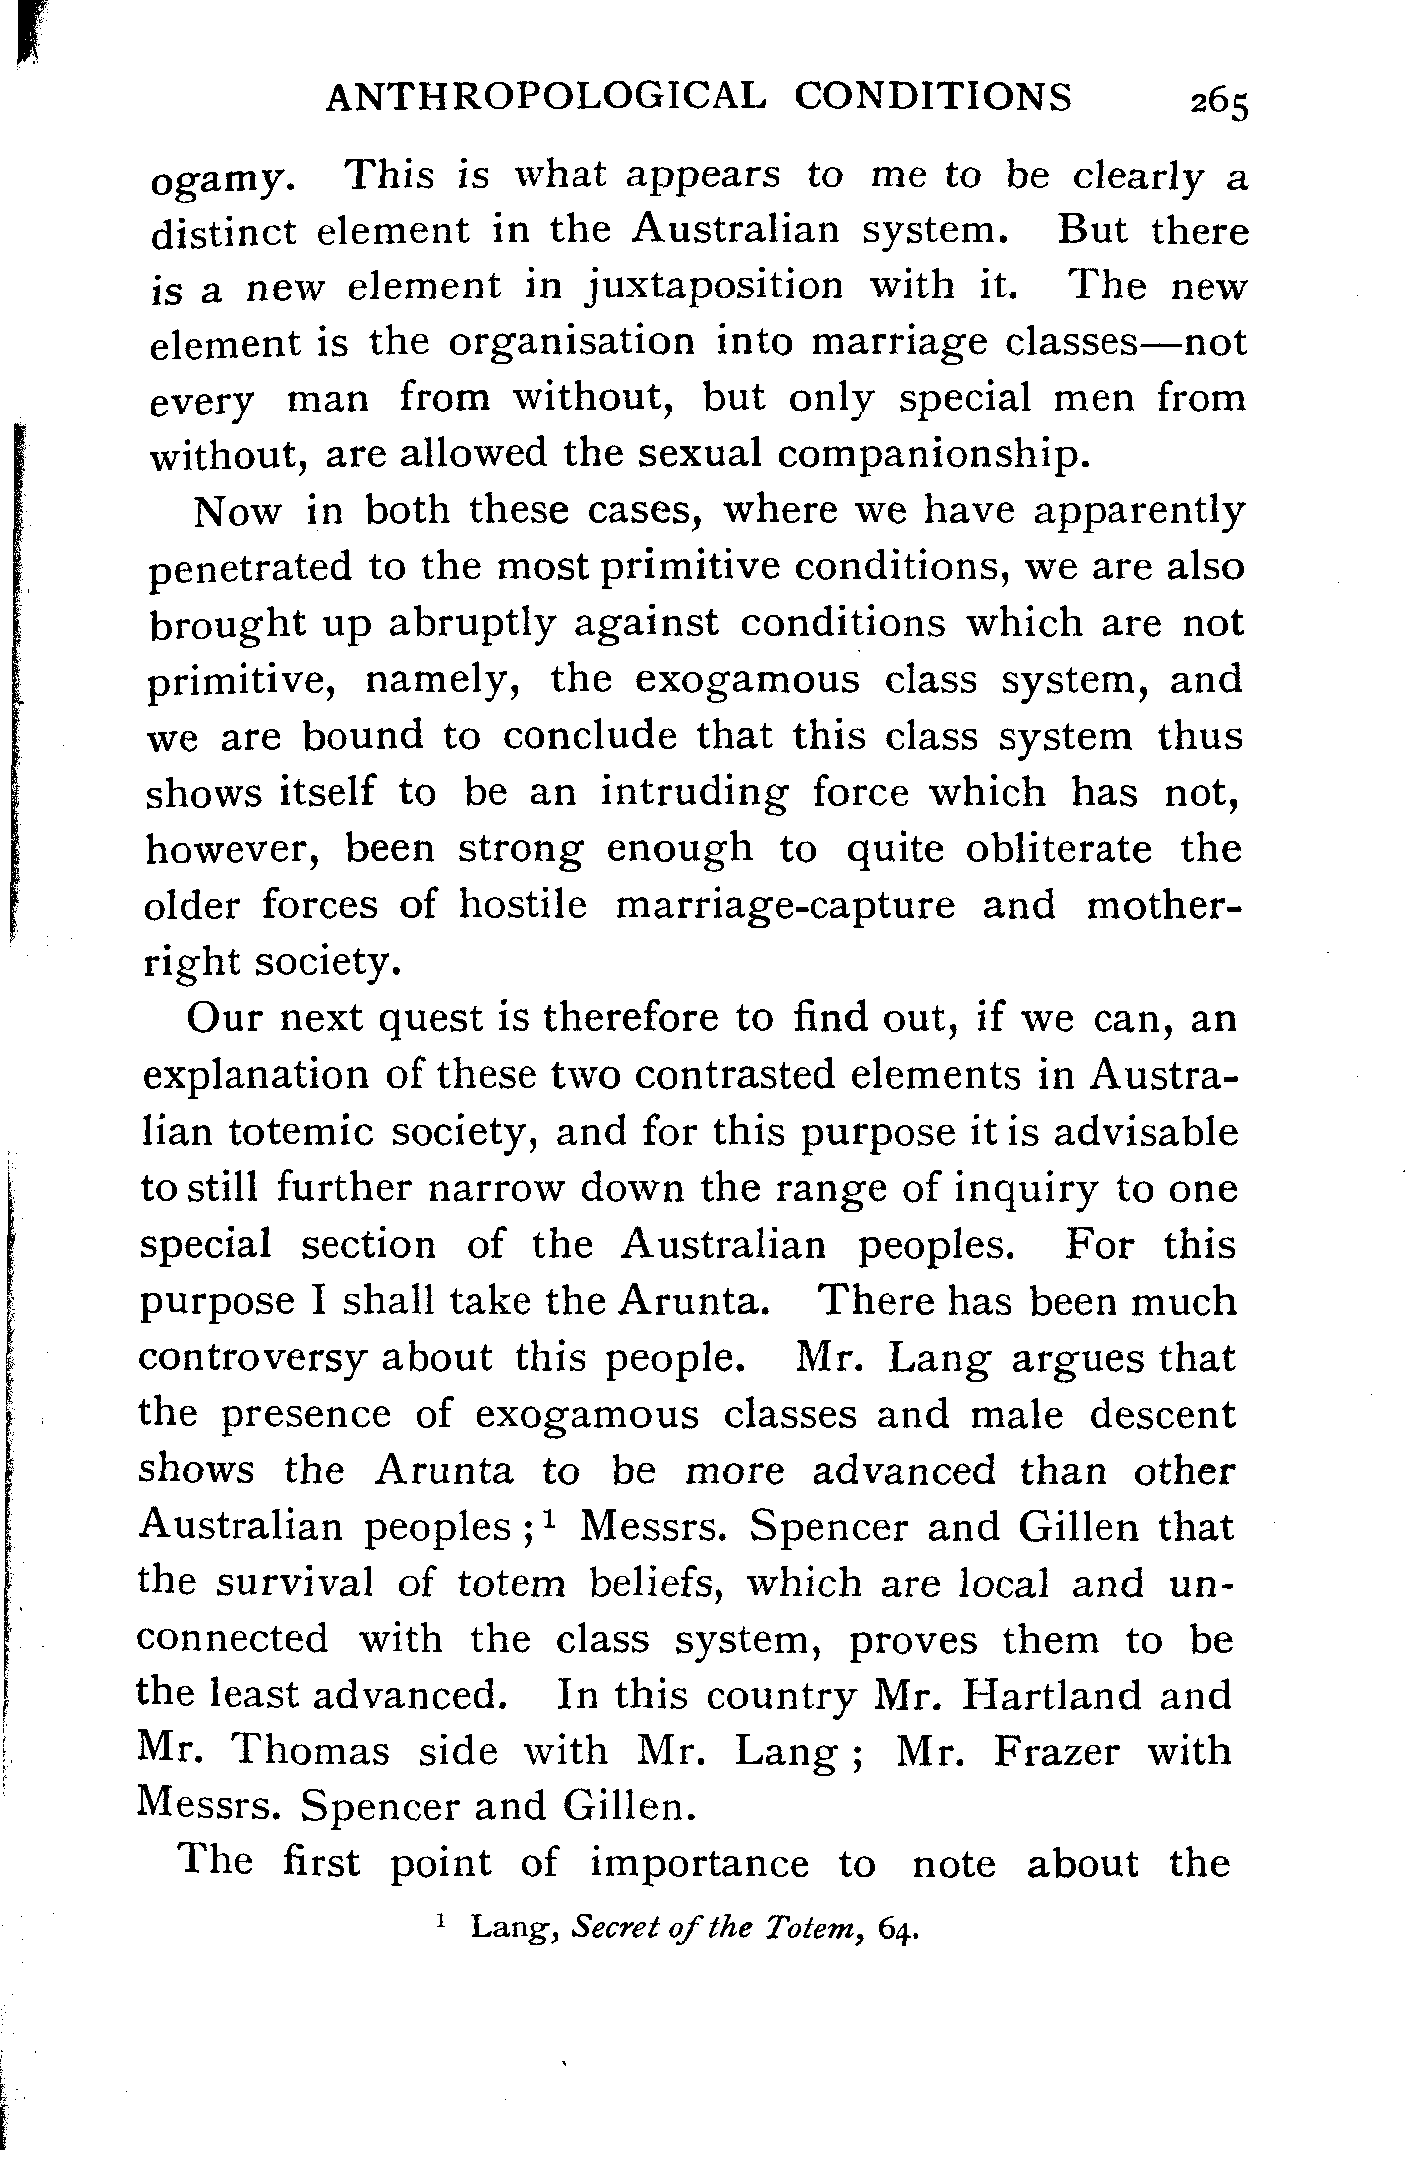 ANTHROPOLOGICAL CONDITIONS 265
ogamy. This is what appears to me to be clearly a
distinct element in the Australian system. But there
is a new element in juxtaposition with it. The new
element is the organisation into marriage classes—not
every man from without, but only special men from
without, are allowed the sexual companionship.
Now in both these cases, where we have apparently
penetrated to the most primitive conditions, we are also
brought up abruptly against conditions which are not
primitive, namely, the exogamous class system, and
we are bound to conclude that this class system thus
shows itself to be an intruding force which has not,
however, been strong enough to quite obliterate the
older forces of hostile marriage-capture and mother-
right society.
Our next quest is therefore to find out, if we can, an
explanation of these two contrasted elements in Austra-
lian totemic society, and for this purpose it is advisable
to still further narrow down the range of inquiry to one
special section of the Australian peoples. For this
purpose I shall take the Arunta. There has been much
controversy about this people. Mr. Lang argues that
the presence of exogamous classes and male descent
shows the Arunta to be more advanced than other
Australian peoples ;¹ Messrs. Spencer and Gillen that
the survival of totem beliefs, which are local and un-
connected with the class system, proves them to be
the least advanced. In this country Mr. Hartland and
Mr. Thomas side with Mr. Lang ; Mr. Frazer with
Messrs. Spencer and Gillen.
The first point of importance to note about the
¹ Lang, Secret of the Totem, 64.